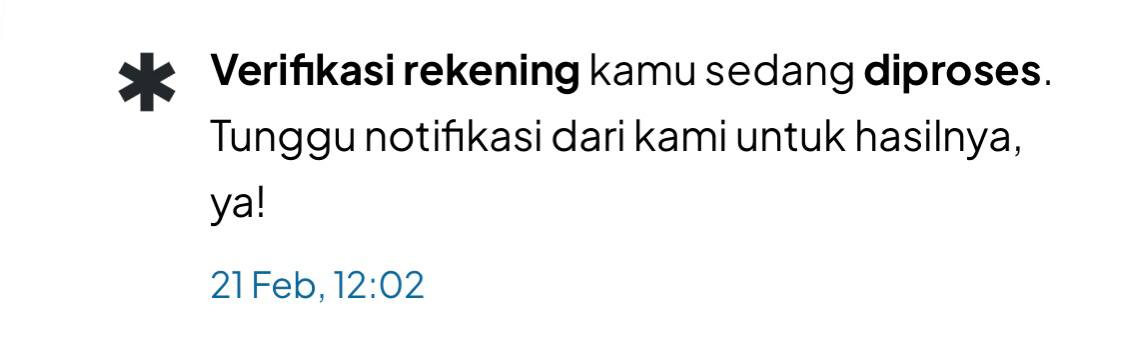 Verifikasi rekening kamu sedang diproses.
Tunggu notifikasi dari kami untuk hasilnya,
ya!
21 Feb, 12:02